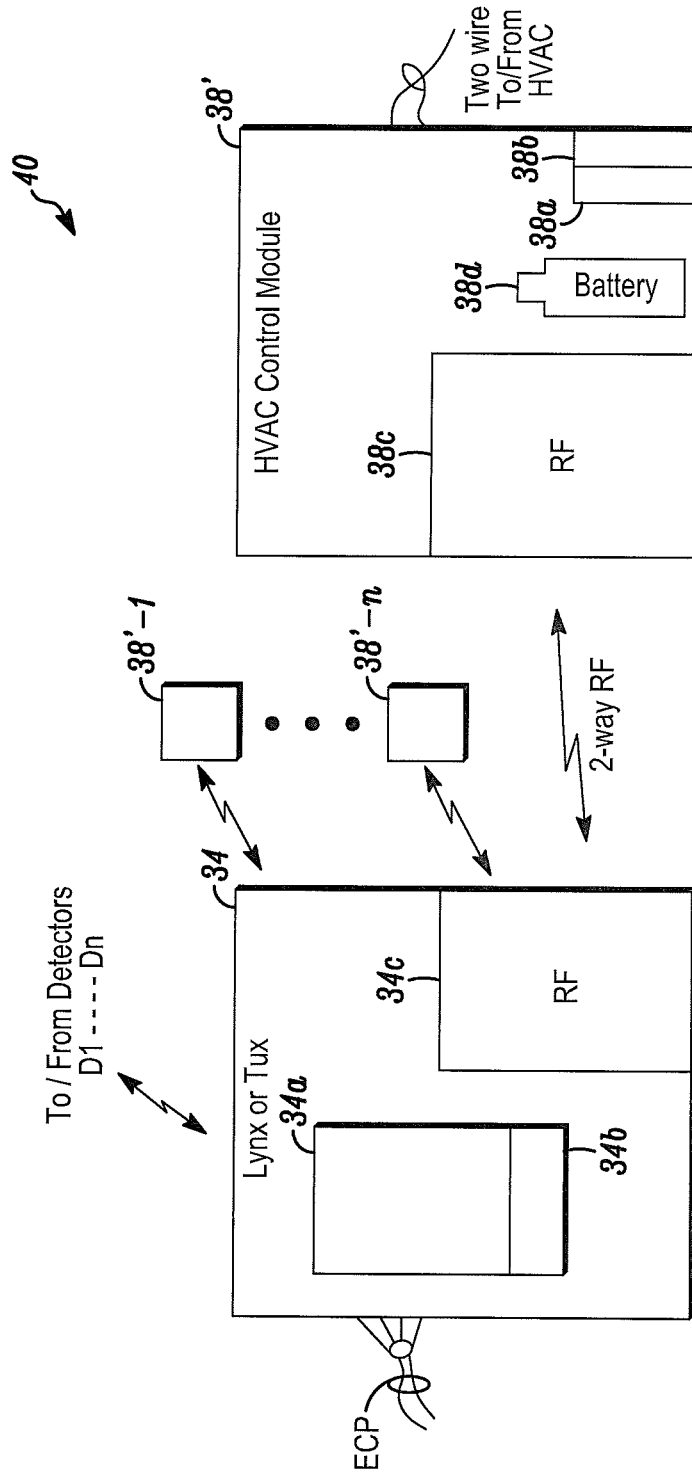 40
To / From Detectors
D1 - - - - Dn
34
Lynx or Tux
34a
34b
34c
RF
ECP
38'-1
38'-n
2-way RF
38'
HVAC Control Module
38c
RF
38d
Battery
38a
38b
Two wire
To/From
HVAC